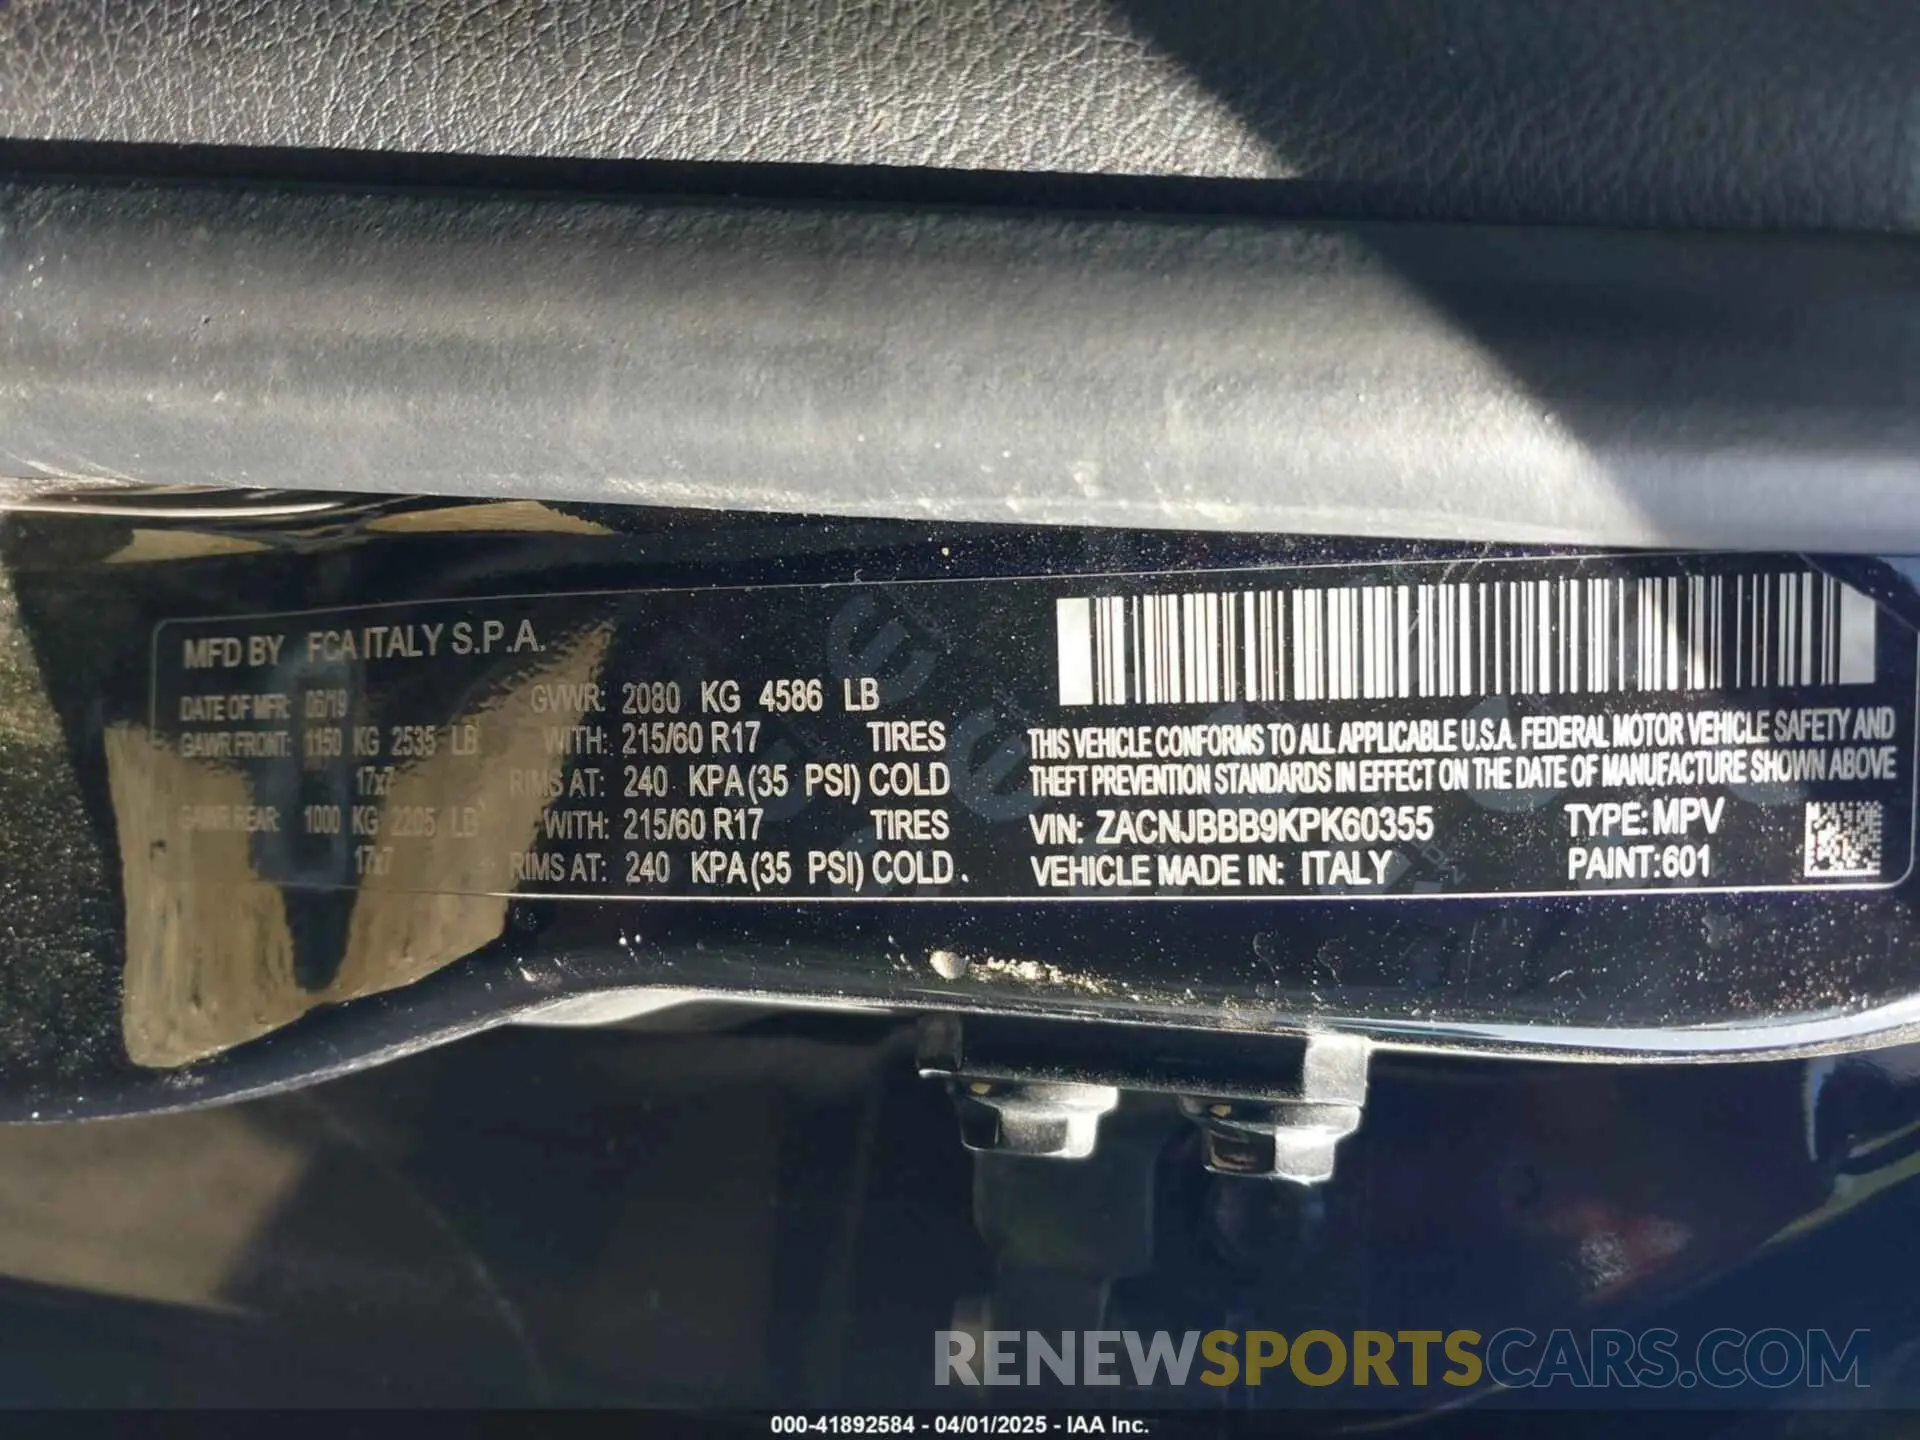 MFD BY FCA ITALY S.P.A.
DATE OF MFR: 06/19 GVWR: 2080 KG 4586 LB
GAWR FRONT: 1150 KG 2535 LB WITH: 215/60 R17 TIRES
17x7 RIMS AT: 240 KPA (35 PSI) COLD
GAWR REAR: 1000 KG 2205 LB WITH: 215/60 R17 TIRES
17x7 RIMS AT: 240 KPA (35 PSI) COLD.
THIS VEHICLE CONFORMS TO ALL APPLICABLE U.S.A. FEDERAL MOTOR VEHICLE SAFETY AND
THEFT PREVENTION STANDARDS IN EFFECT ON THE DATE OF MANUFACTURE SHOWN ABOVE
VIN: ZACNJBBB9KPK60355 TYPE: MPV
VEHICLE MADE IN: ITALY PAINT: 601
RENEWSPORTSCARS.COM
000-41892584 - 04/01/2025 - IAA Inc.